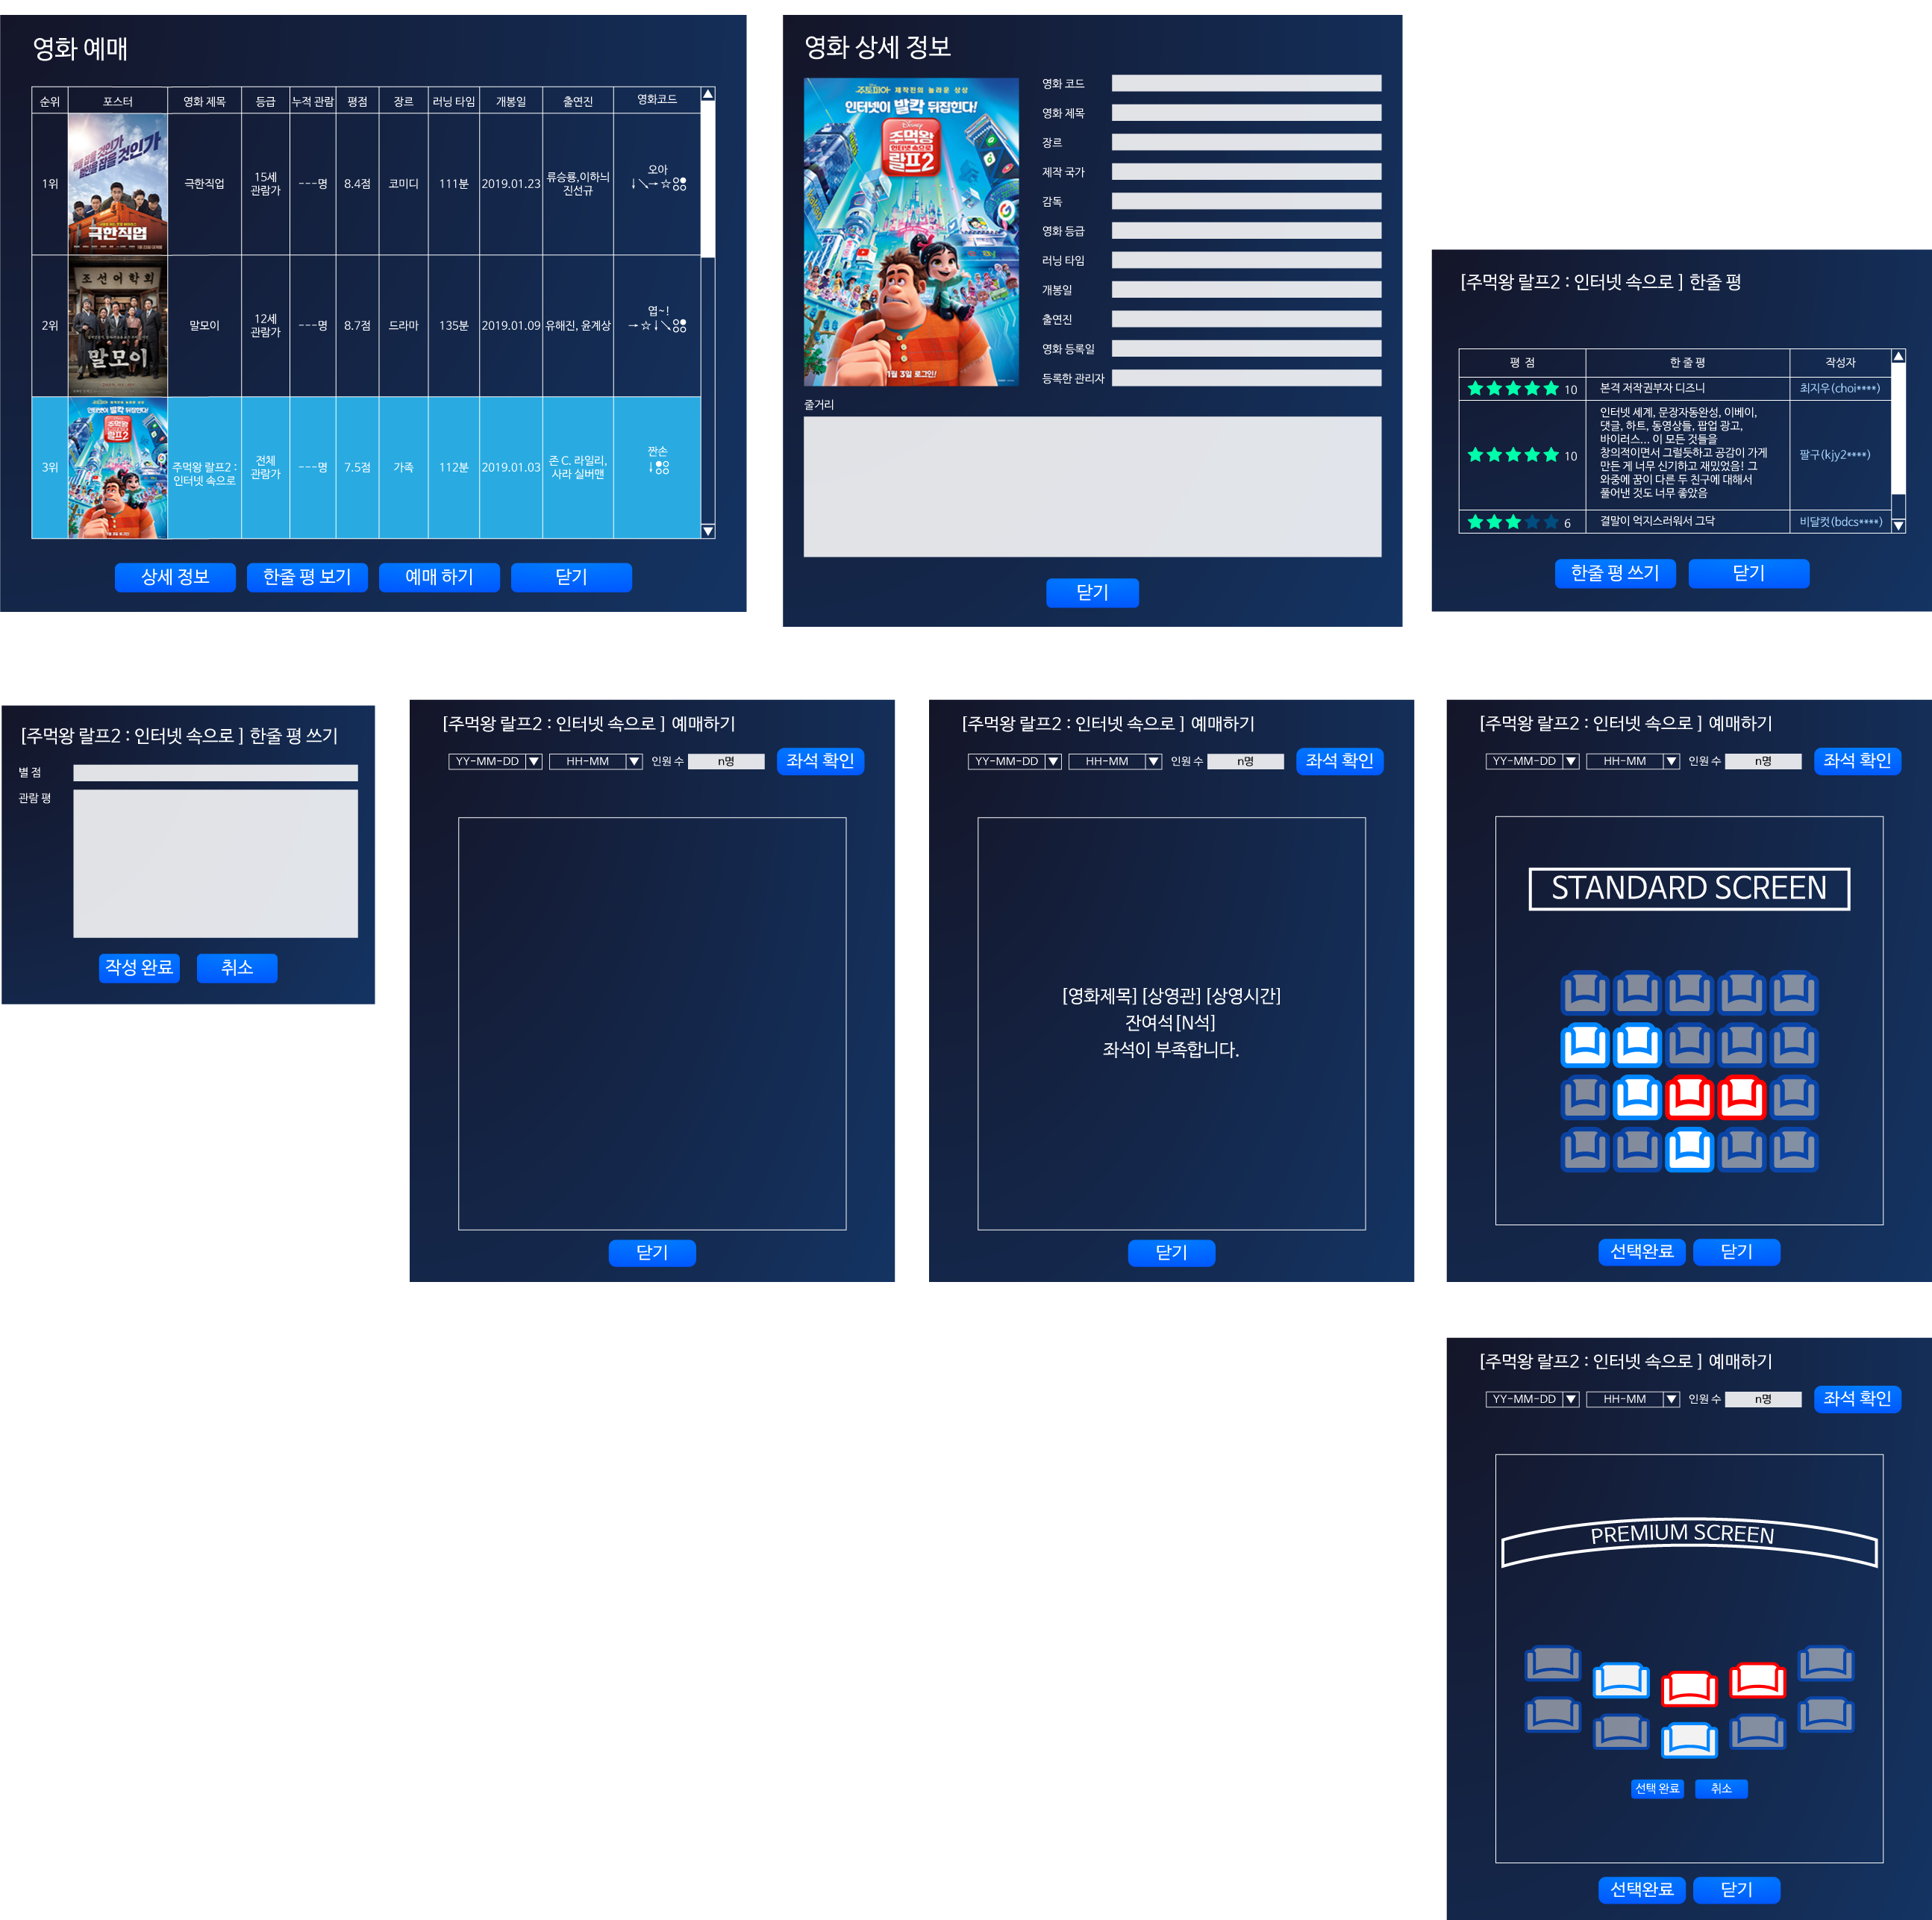 영화 예매
순위 포스터 영화 제목 등급 누적 관람 평점 장르 러닝 타임 개봉일 출연진 영화코드
1위
극한직업
극한직업
15세
관람가
---명
8.4점
코미디
111분
2019.01.23
류승룡,이하늬
진선규
오아
↓↘→☆
2위
조선어학회
말모이
말모이
12세
관람가
---명
8.7점
드라마
135분
2019.01.09
유해진, 윤계상
엽~!
→☆↓↘
3위
인터넷이 발칵 뒤집힌다!
주먹왕
랄프2
주먹왕 랄프2 :
인터넷 속으로
전체
관람가
---명
7.5점
가족
112분
2019.01.03
존 C. 라일리,
사라 실버맨
짠손
↓
상세 정보
한줄 평 보기
예매 하기
닫기
영화 상세 정보
주토피아 제작진의 놀라운 상상
인터넷이 발칵 뒤집힌다!
Disney
주먹왕
인터넷 속으로
랄프2
1월 3일 로그인!
영화 코드
영화 제목
장르
제작 국가
감독
영화 등급
러닝 타임
개봉일
출연진
영화 등록일
등록한 관리자
줄거리
닫기
[주먹왕 랄프2 : 인터넷 속으로 ] 한줄 평
평 점 한 줄 평 작성자
10 본격 저작권부자 디즈니 최지우(choi****)
10
인터넷 세계, 문장자동완성, 이베이,
댓글, 하트, 동영상들, 팝업 광고,
바이러스... 이 모든 것들을
창의적이면서 그럴듯하고 공감이 가게
만든 게 너무 신기하고 재밌었음! 그
와중에 꿈이 다른 두 친구에 대해서
풀어낸 것도 너무 좋았음
팔구(kjy2****)
6 결말이 억지스러워서 그닥 비달컷(bdcs****)
한줄 평 쓰기
닫기
[주먹왕 랄프2 : 인터넷 속으로 ] 한줄 평 쓰기
별 점
관람 평
작성 완료
취소
[주먹왕 랄프2 : 인터넷 속으로 ] 예매하기
YY-MM-DD HH-MM 인원 수 n명 좌석 확인
닫기
[주먹왕 랄프2 : 인터넷 속으로 ] 예매하기
YY-MM-DD HH-MM 인원 수 n명 좌석 확인
[영화제목] [상영관] [상영시간]
잔여석[N석]
좌석이 부족합니다.
닫기
[주먹왕 랄프2 : 인터넷 속으로 ] 예매하기
YY-MM-DD HH-MM 인원 수 n명 좌석 확인
STANDARD SCREEN
선택완료
닫기
[주먹왕 랄프2 : 인터넷 속으로 ] 예매하기
YY-MM-DD HH-MM 인원 수 n명 좌석 확인
PREMIUM SCREEN
선택 완료
취소
선택완료
닫기